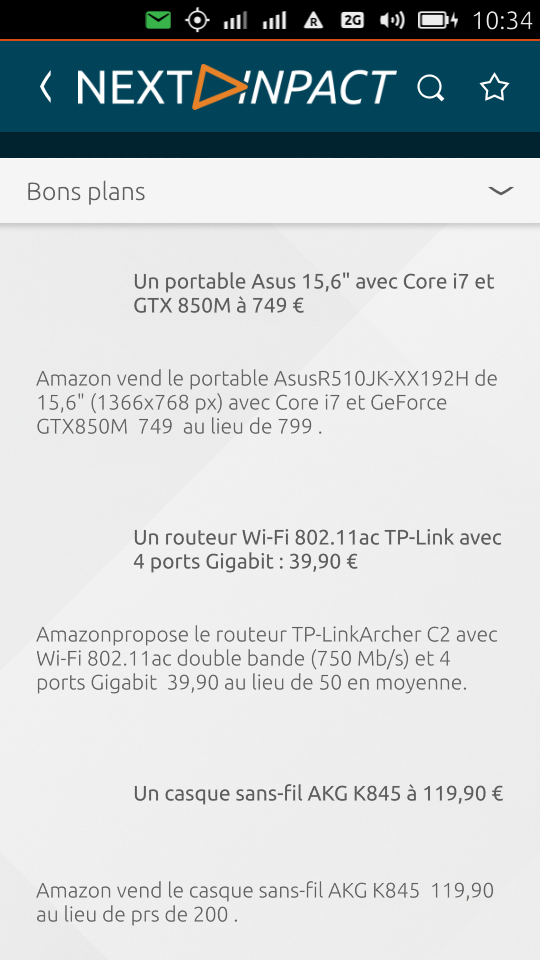 R 2G 10:34
NEXT INPACT
Bons plans
Un portable Asus 15,6" avec Core i7 et
GTX 850M à 749 €
Amazon vend le portable AsusR510JK-XX192H de
15,6" (1366x768 px) avec Core i7 et GeForce
GTX850M 749 au lieu de 799 .
Un routeur Wi-Fi 802.11ac TP-Link avec
4 ports Gigabit : 39,90 €
Amazonpropose le routeur TP-LinkArcher C2 avec
Wi-Fi 802.11ac double bande (750 Mb/s) et 4
ports Gigabit 39,90 au lieu de 50 en moyenne.
Un casque sans-fil AKG K845 à 119,90 €
Amazon vend le casque sans-fil AKG K845 119,90
au lieu de prs de 200 .